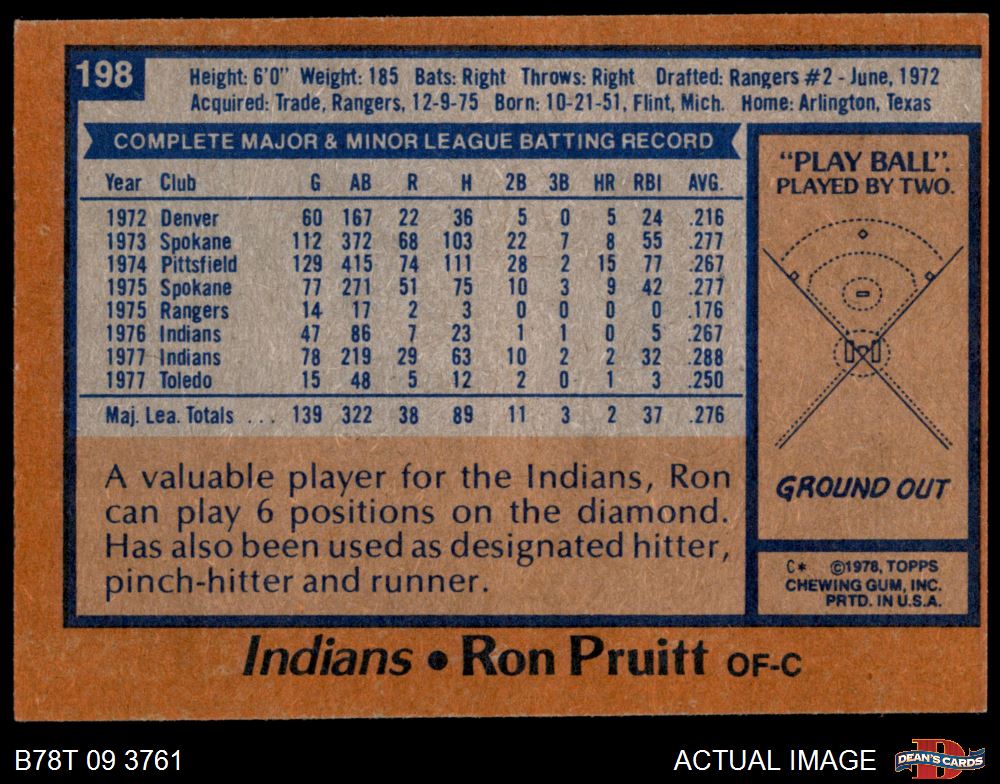 198
Height: 6'0" Weight: 185 Bats: Right Throws: Right Drafted: Rangers #2 - June, 1972
Acquired: Trade, Rangers, 12-9-75 Born: 10-21-51, Flint, Mich. Home: Arlington, Texas
COMPLETE MAJOR & MINOR LEAGUE BATTING RECORD
Year Club G AB R H 2B 3B HR RBI AVG.
1972 Denver 60 167 22 36 5 0 5 24 .216
1973 Spokane 112 372 68 103 22 7 8 55 .277
1974 Pittsfield 129 415 74 111 28 2 15 77 .267
1975 Spokane 77 271 51 75 10 3 9 42 .277
1975 Rangers 14 17 2 3 0 0 0 0 .176
1976 Indians 47 86 7 23 1 1 0 5 .267
1977 Indians 78 219 29 63 10 2 2 32 .288
1977 Toledo 15 48 5 12 2 0 1 3 .250
Maj. Lea. Totals ... 139 322 38 89 11 3 2 37 .276
A valuable player for the Indians, Ron
can play 6 positions on the diamond.
Has also been used as designated hitter,
pinch-hitter and runner.
"PLAY BALL":
PLAYED BY TWO.
GROUND OUT
C* ©1978, TOPPS
CHEWING GUM, INC.
PRTD. IN U.S.A.
Indians • Ron Pruitt OF-C
B78T 09 3761
ACTUAL IMAGE
D
DEAN'S CARDS